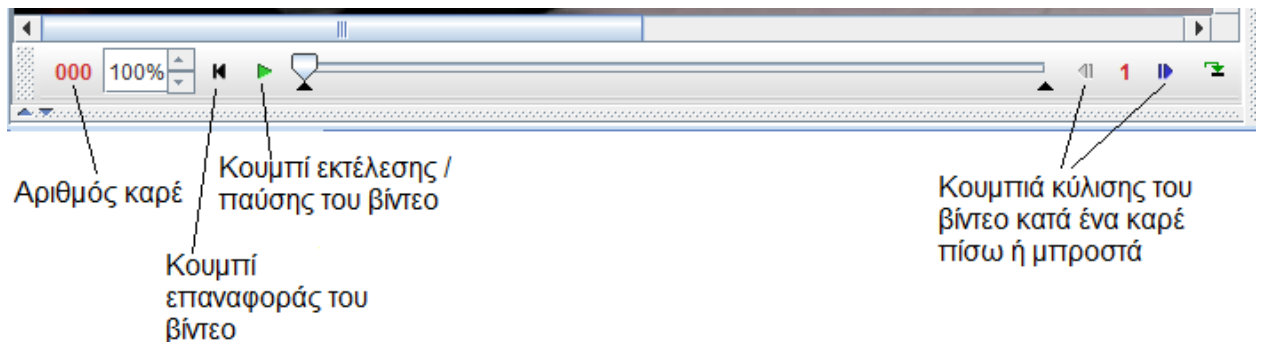 000 100% 1
Κουμπί εκτέλεσης /
παύσης του βίντεο
Αριθμός καρέ
Κουμπιά κύλισης του
βίντεο κατά ένα καρέ
πίσω ή μπροστά
Κουμπί
επαναφοράς του
βίντεο